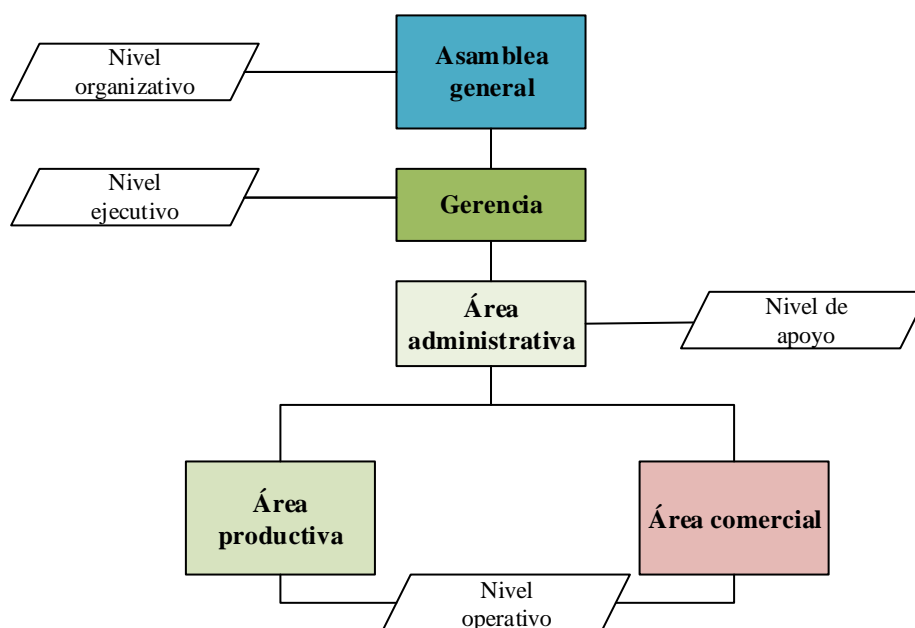 Nivel
organizativo
Asamblea
general
Nivel
ejecutivo
Gerencia
Área
administrativa
Nivel de
apoyo
Área
productiva
Área comercial
Nivel
operativo